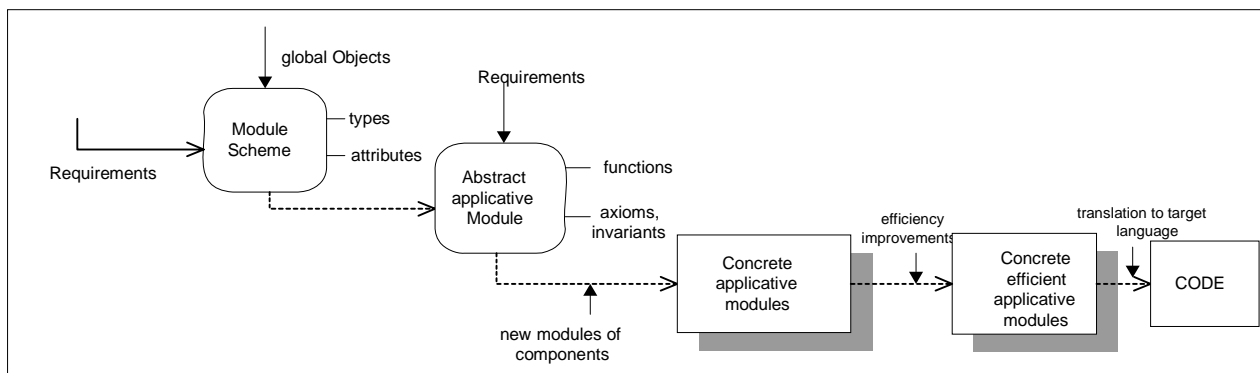 global Objects
Requirements
Module
Scheme
types
attributes
Requirements
Abstract
applicative
Module
functions
axioms,
invariants
new modules of
components
Concrete
applicative
modules
efficiency
improvements
Concrete
efficient
applicative
modules
translation to target
language
CODE